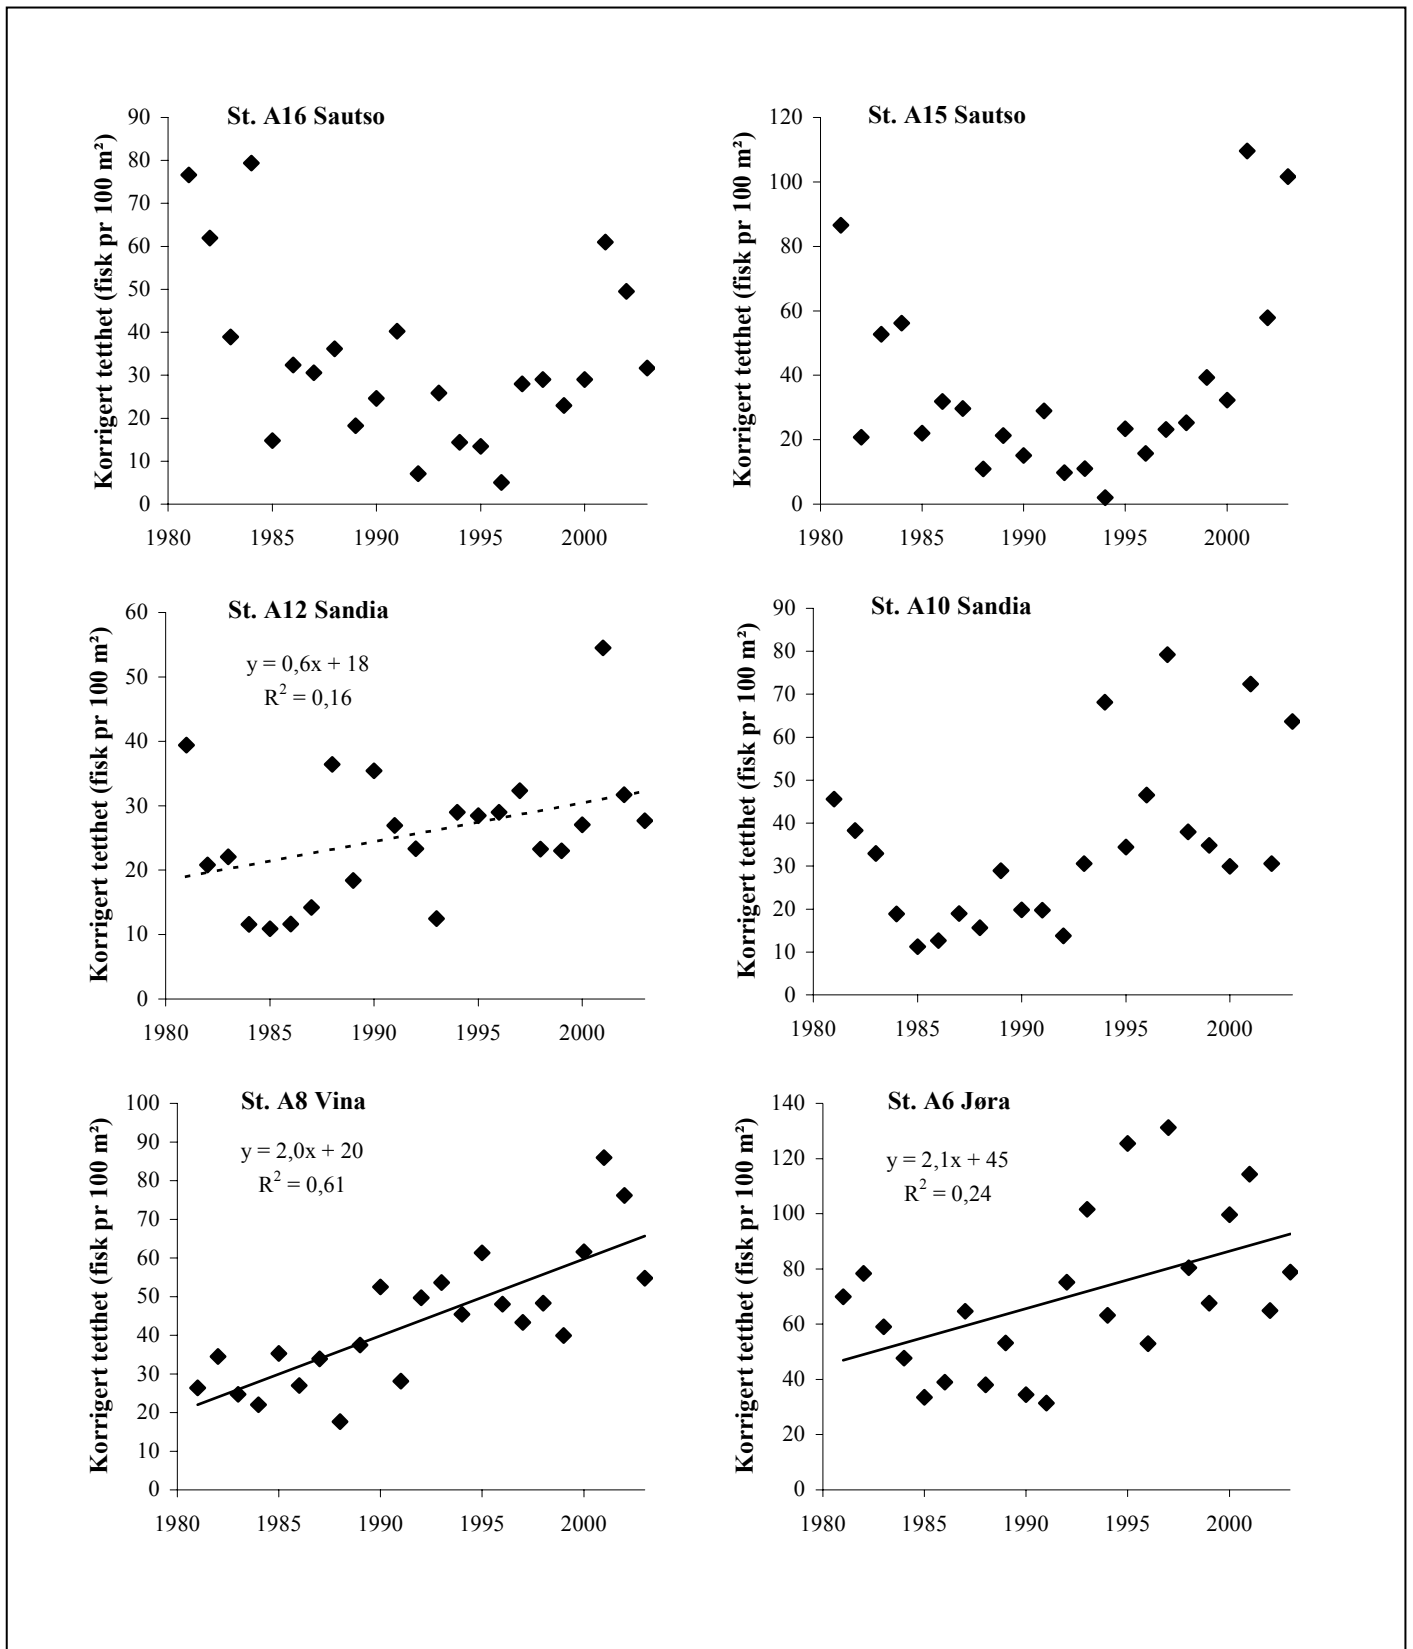 St. A16 Sautso
Korrigert tetthet (fisk pr 100 m²)
90
80
70
60
50
40
30
20
10
0
1980 1985 1990 1995 2000
St. A15 Sautso
Korrigert tetthet (fisk pr 100 m²)
120
100
80
60
40
20
0
1980 1985 1990 1995 2000
St. A12 Sandia
y = 0,6x + 18
R² = 0,16
Korrigert tetthet (fisk pr 100 m²)
60
50
40
30
20
10
0
1980 1985 1990 1995 2000
St. A10 Sandia
Korrigert tetthet (fisk pr 100 m²)
90
80
70
60
50
40
30
20
10
0
1980 1985 1990 1995 2000
St. A8 Vina
y = 2,0x + 20
R² = 0,61
Korrigert tetthet (fisk pr 100 m²)
100
90
80
70
60
50
40
30
20
10
0
1980 1985 1990 1995 2000
St. A6 Jøra
y = 2,1x + 45
R² = 0,24
Korrigert tetthet (fisk pr 100 m²)
140
120
100
80
60
40
20
0
1980 1985 1990 1995 2000